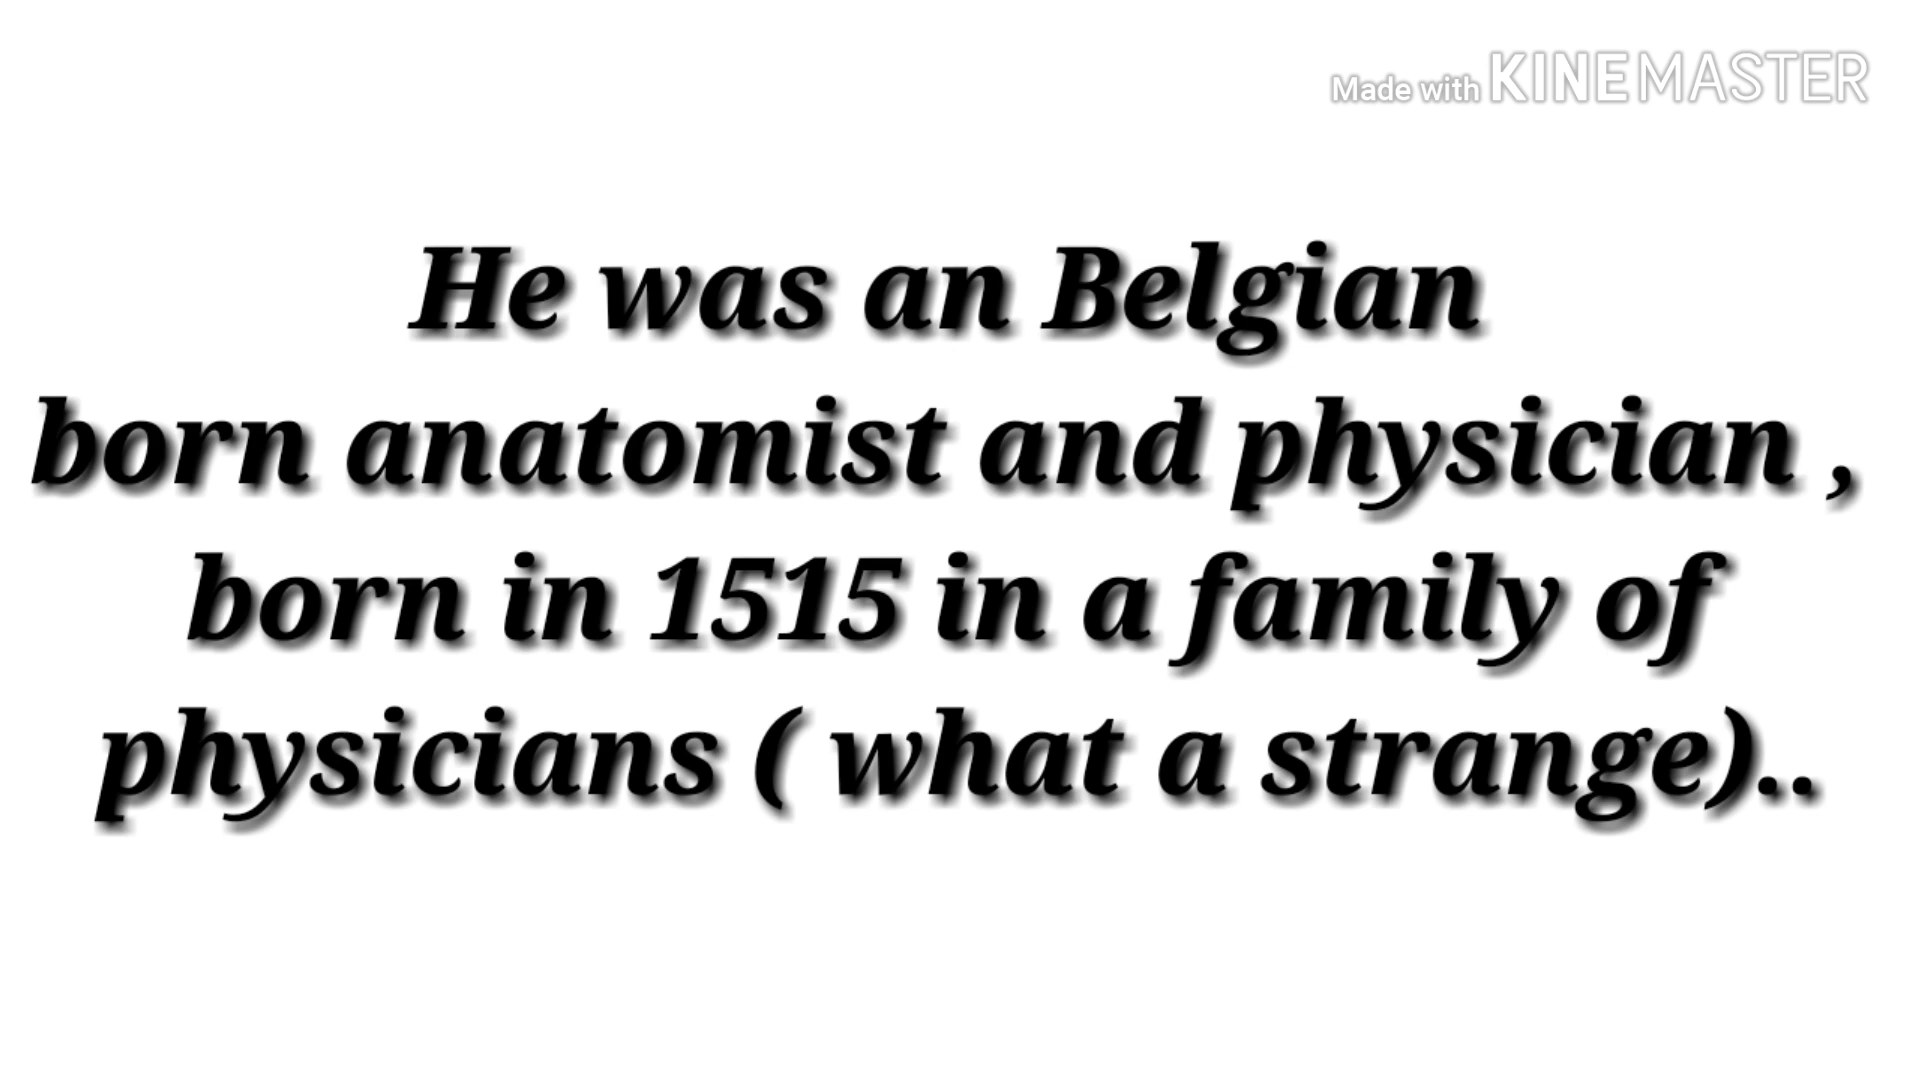 Made with KINEMASTER
He was an Belgian
born anatomist and physician ,
born in 1515 in a family of
physicians ( what a strange)..